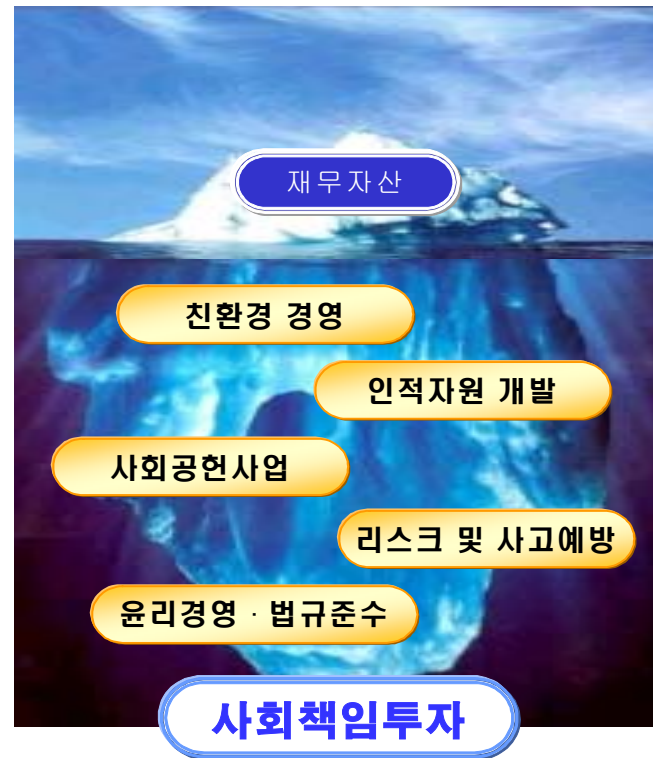 재무자산
친환경 경영
인적자원 개발
사회공헌사업
리스크 및 사고예방
윤리경영 · 법규준수
사회책임투자